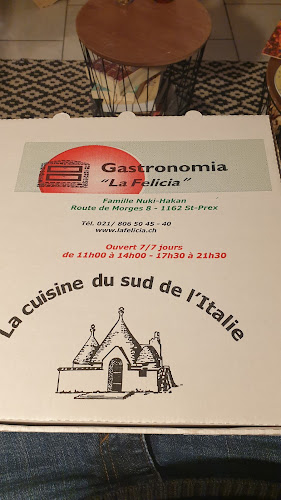 Gastronomia
"La Felicia"
Famille Nuki-Hakan
Route de Morges 8 - 1162 St-Prex
Tél. 021/ 806 50 45 - 40
www.lafelicia.ch
Ouvert 7/7 jours
de 11h00 à 14h00 - 17h30 à 21h30
La cuisine du sud de l'Italie